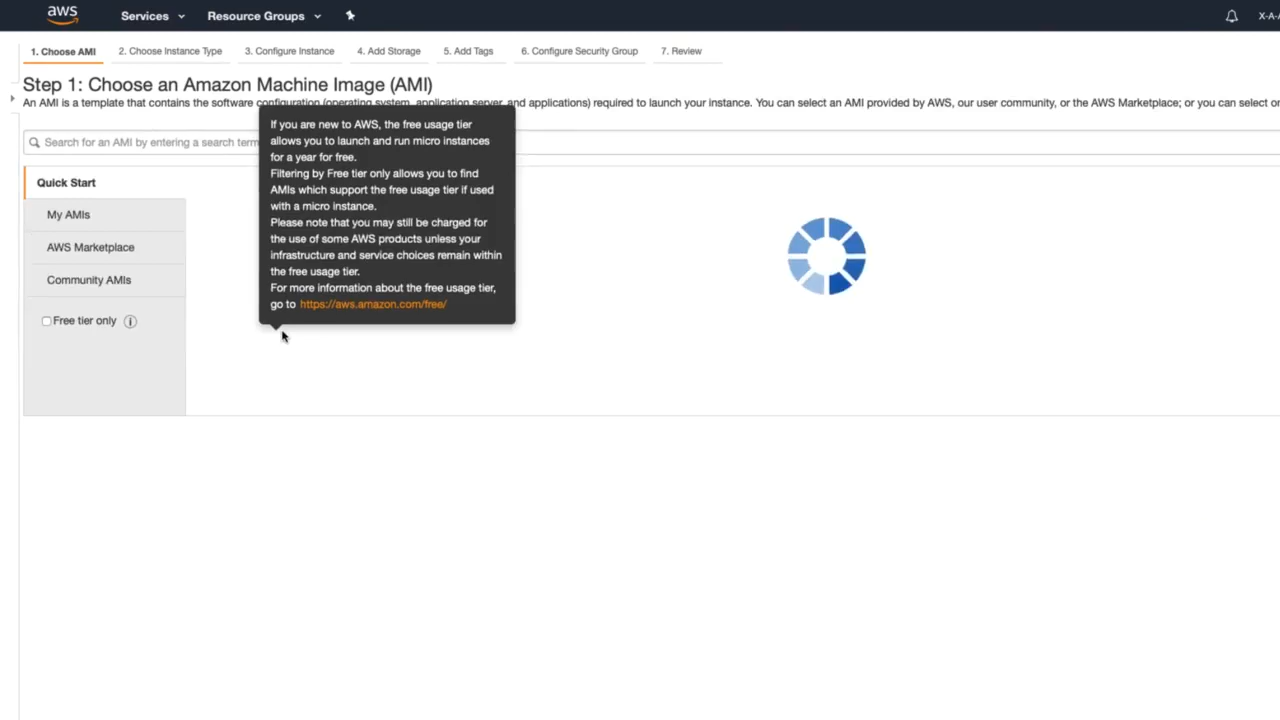 aws
Services
Resource Groups
X-A-A
1. Choose AMI
2. Choose Instance Type
3. Configure Instance
4. Add Storage
5. Add Tags
6. Configure Security Group
7. Review
Step 1: Choose an Amazon Machine Image (AMI)
An AMI is a template that contains the software configuration (operating system, application server, and applications) required to launch your instance. You can select an AMI provided by AWS, our user community, or the AWS Marketplace; or you can select
Search for an AMI by entering a search term
If you are new to AWS, the free usage tier
allows you to launch and run micro instances
for a year for free.
Filtering by Free tier only allows you to find
AMIs which support the free usage tier if used
with a micro instance.
Please note that you may still be charged for
the use of some AWS products unless your
infrastructure and service choices remain within
the free usage tier.
For more information about the free usage tier,
go to https://aws.amazon.com/free/
Quick Start
My AMIs
AWS Marketplace
Community AMIs
Free tier only